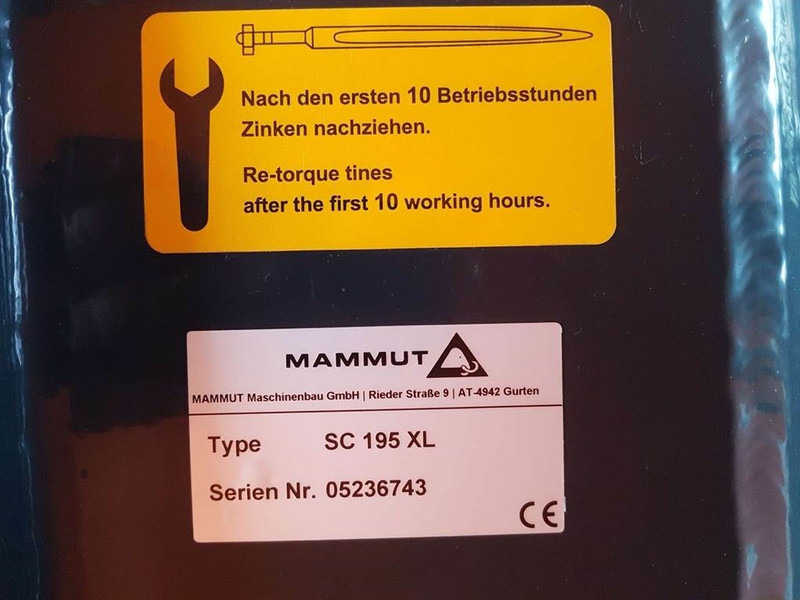 Nach den ersten 10 Betriebsstunden
Zinken nachziehen.
Re-torque tines
after the first 10 working hours.
MAMMUT
MAMMUT Maschinenbau GmbH | Rieder Straße 9 | AT-4942 Gurten
Type SC 195 XL
Serien Nr. 05236743
CE